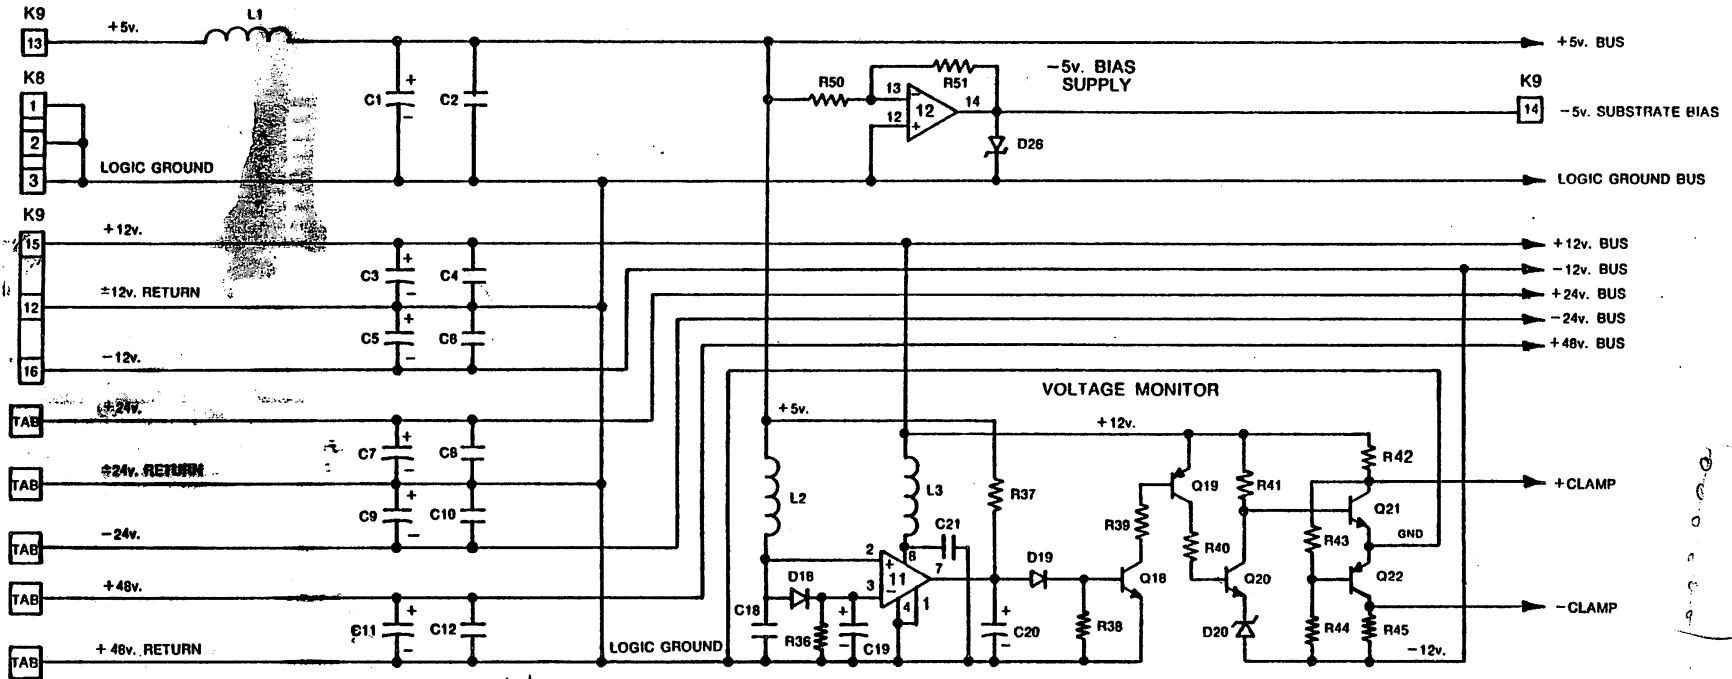 K9
L1
13
+5v.
+5v. BUS
K8
1
2
3
C1
+
−
C2
R50
R51
−5v. BIAS
SUPPLY
13
−
12
14
12
+
D26
K9
14
−5v. SUBSTRATE BIAS
LOGIC GROUND
LOGIC GROUND BUS
K9
15
+12v.
+12v. BUS
C3
+
−
C4
−12v. BUS
±12v. RETURN
12
+24v. BUS
C5
+
−
C6
−24v. BUS
+48v. BUS
16
−12v.
VOLTAGE MONITOR
TAB
+24v.
+5v.
+12v.
C7
+
−
C8
R42
TAB
±24v. RETURN
L2
L3
R37
Q19
R41
Q21
+CLAMP
C9
+
−
C10
C21
R39
R40
R43
GND
TAB
−24v.
2
+
8
11
7
3
−
4
1
D18
D19
Q18
Q20
Q22
TAB
+48v.
−CLAMP
C11
+
−
C12
C18
R36
+
−
C19
+
−
C20
R38
D20
R44
R45
TAB
+48v. RETURN
LOGIC GROUND
−12v.